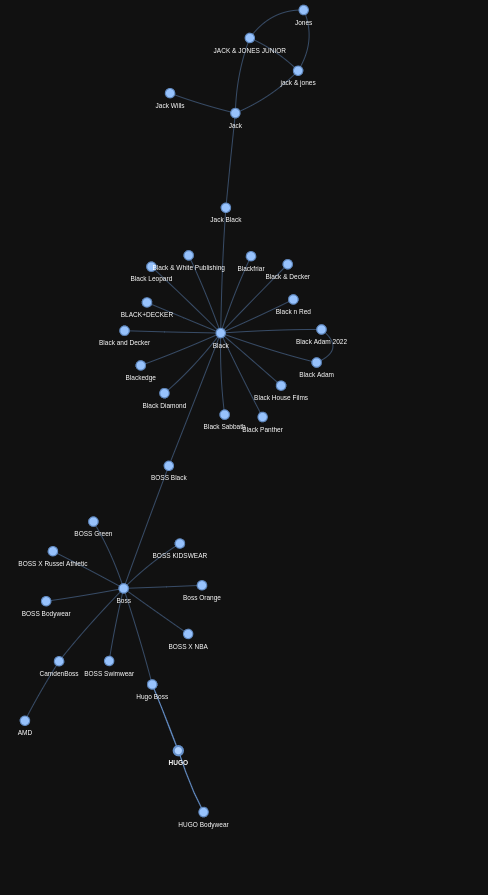 Jones
JACK & JONES JUNIOR
jack & jones
Jack Wills
Jack
Jack Black
Black & White Publishing
Blackfriar
Black Leopard
Black & Decker
BLACK+DECKER
Black n Red
Black and Decker
Black
Black Adam 2022
Blackedge
Black Adam
Black House Films
Black Diamond
Black Sabbath
Black Panther
BOSS Black
BOSS Green
BOSS KIDSWEAR
BOSS X Russel Athletic
Boss
Boss Orange
BOSS Bodywear
BOSS X NBA
CamdenBoss
BOSS Swimwear
Hugo Boss
AMD
HUGO
HUGO Bodywear